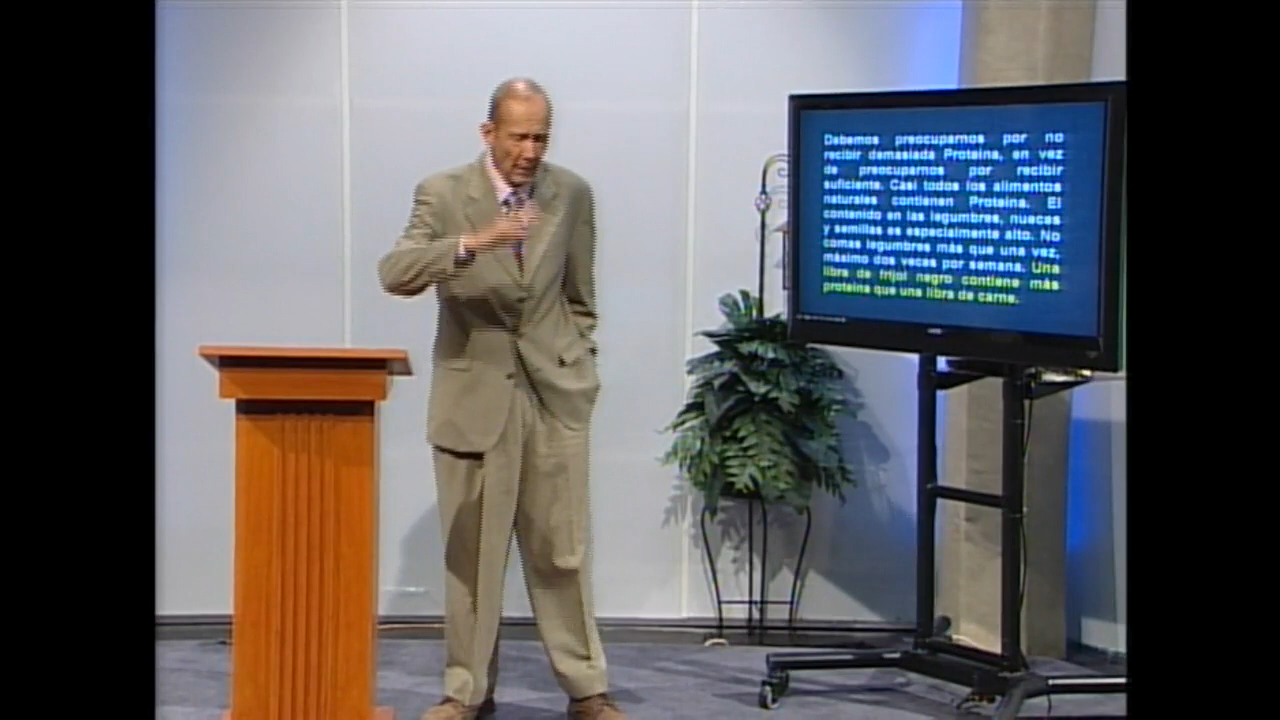 Debemos preocuparnos por no
recibir demasiada Proteína, en vez
de preocuparnos por recibir
suficiente. Casi todos los alimentos
naturales contienen Proteína. El
contenido en las legumbres, nueces
y semillas es especialmente alto. No
comas legumbres más que una vez,
máximo dos veces por semana. Una
libra de frijol negro contiene más
proteína que una libra de carne.